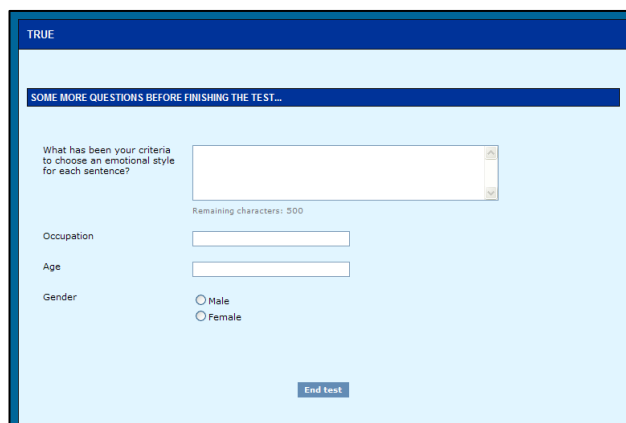 TRUE
SOME MORE QUESTIONS BEFORE FINISHING THE TEST...
What has been your criteria
to choose an emotional style
for each sentence?
Remaining characters: 500
Occupation
Age
Gender
Male
Female
End test